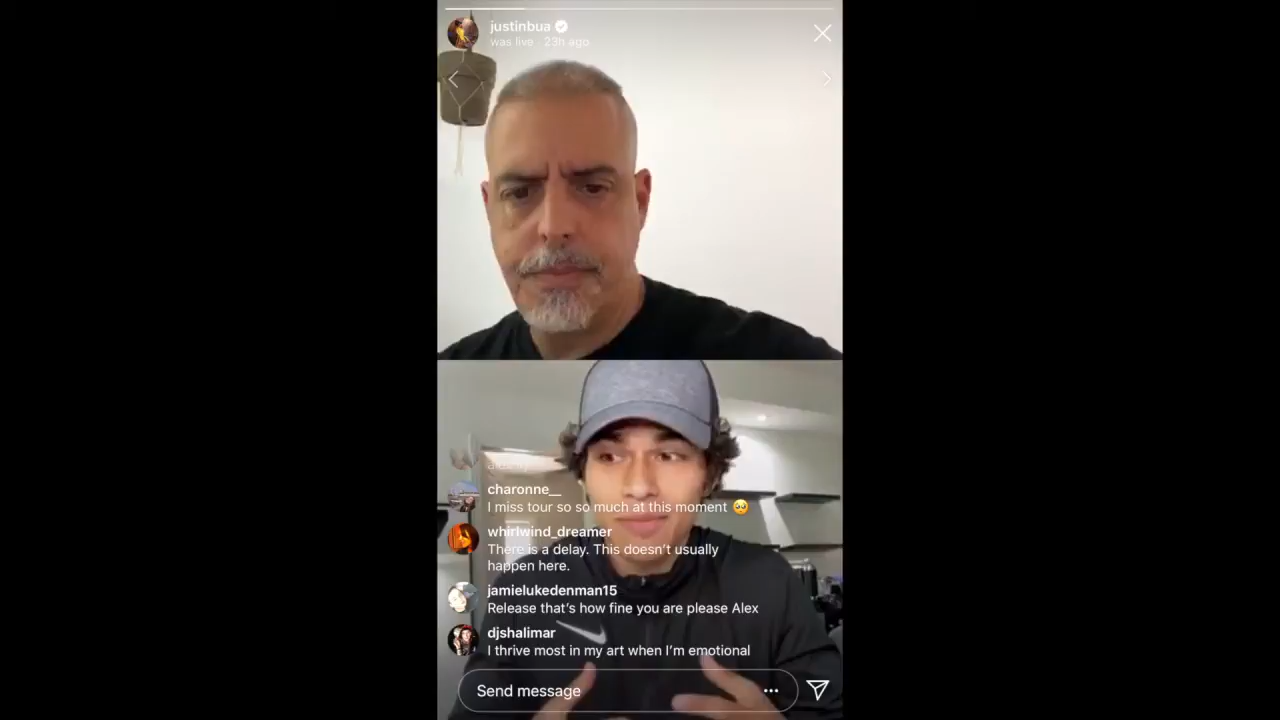 justinbua
was live · 23h ago
charonne__
I miss tour so so much at this moment 🥺
whirlwind_dreamer
There is a delay. This doesn't usually
happen here.
jamielukedenman15
Release that's how fine you are please Alex
djshalimar
I thrive most in my art when I'm emotional
Send message